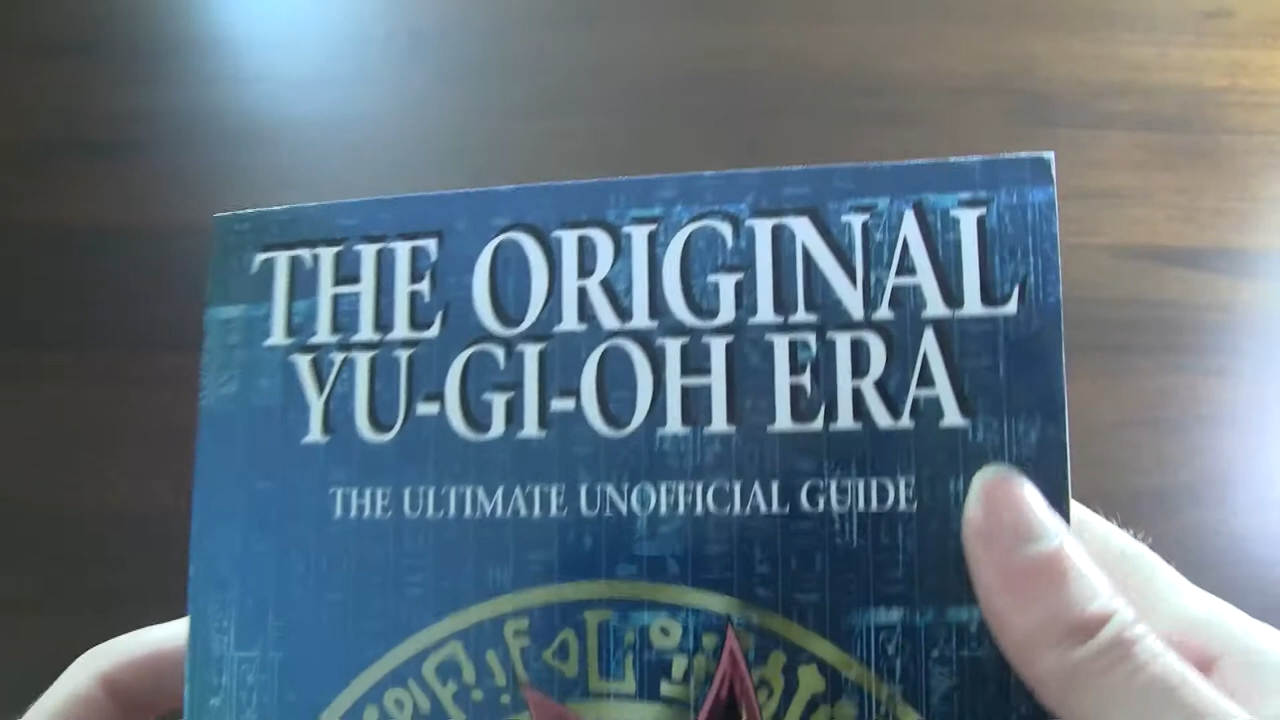 THE ORIGINAL
YU-GI-OH ERA
THE ULTIMATE UNOFFICIAL GUIDE